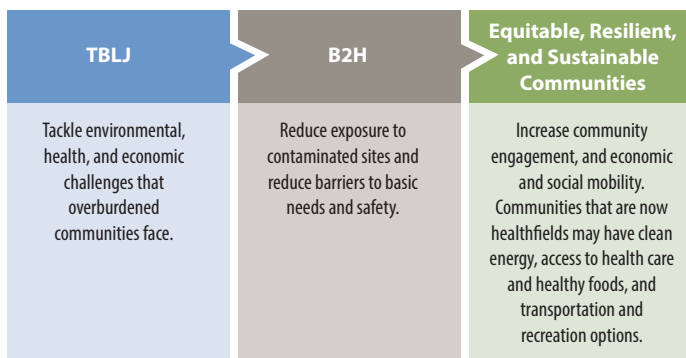 TBLJ
Tackle environmental,
health, and economic
challenges that
overburdened
communities face.
B2H
Reduce exposure to
contaminated sites and
reduce barriers to basic
needs and safety.
Equitable, Resilient,
and Sustainable
Communities
Increase community
engagement, and economic
and social mobility.
Communities that are now
healthfields may have clean
energy, access to health care
and healthy foods, and
transportation and
recreation options.